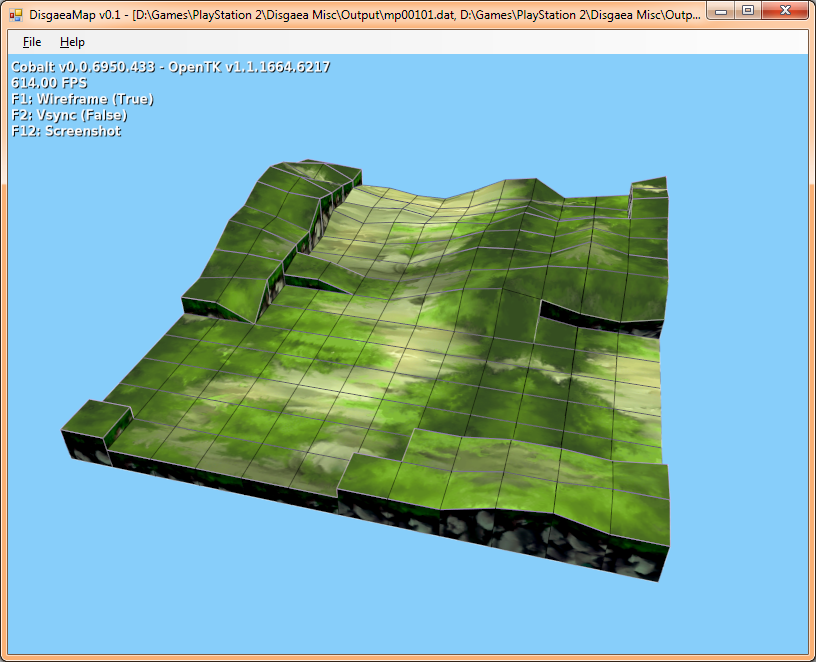 DisgaeaMap v0.1 - [D:\Games\PlayStation 2\Disgaea Misc\Output\mp00101.dat, D:\Games\PlayStation 2\Disgaea Misc\Outp...
File Help
Cobalt v0.0.6950.433 - OpenTK v1.1.1664.6217
614.00 FPS
F1: Wireframe (True)
F2: Vsync (False)
F12: Screenshot